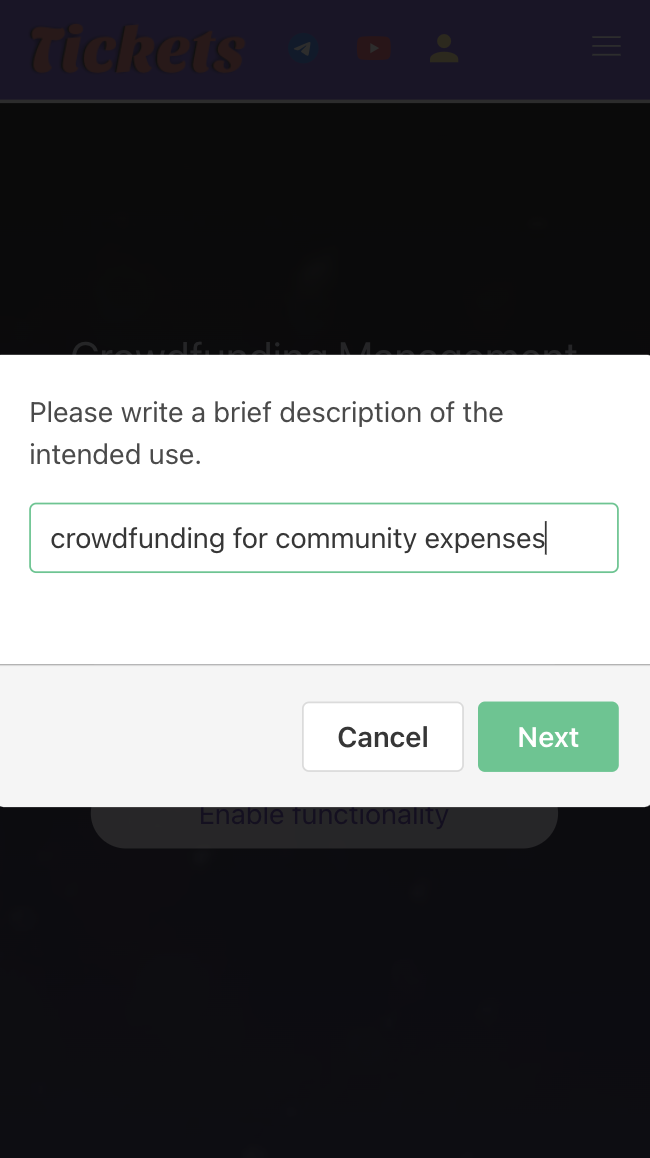 Tickets
Crowdfunding Management
Please write a brief description of the
intended use.
crowdfunding for community expenses
Cancel
Next
Enable functionality